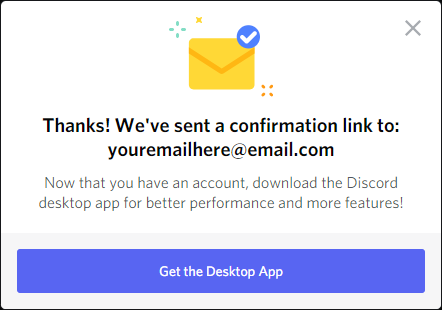 Thanks! We've sent a confirmation link to:
youremailhere@email.com
Now that you have an account, download the Discord
desktop app for better performance and more features!
Get the Desktop App